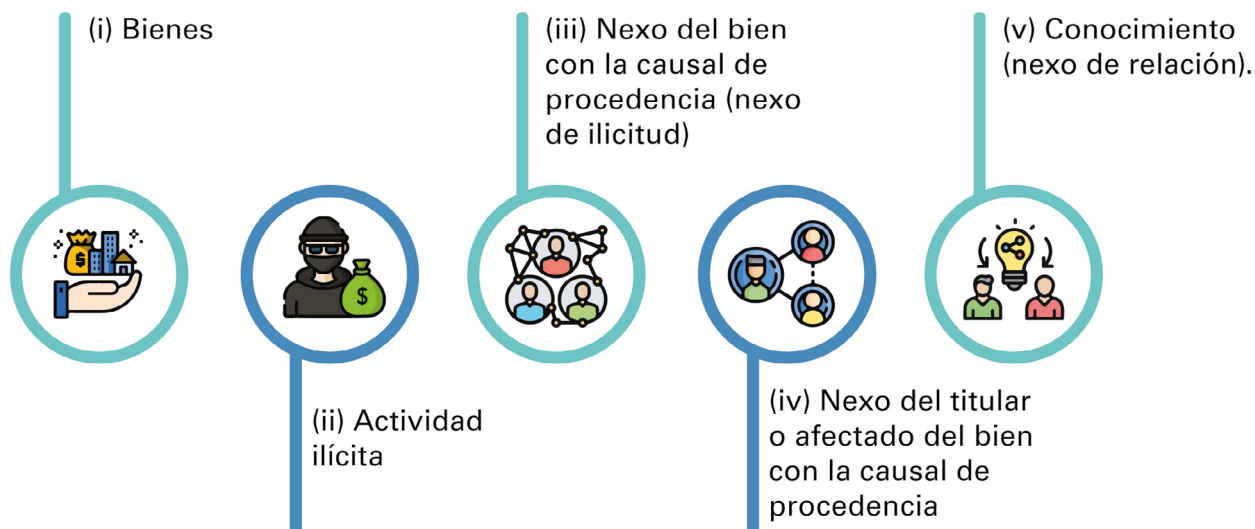 (i) Bienes
(ii) Actividad
ilícita
(iii) Nexo del bien
con la causal de
procedencia (nexo
de ilicitud)
(iv) Nexo del titular
o afectado del bien
con la causal de
procedencia
(v) Conocimiento
(nexo de relación).
$
$